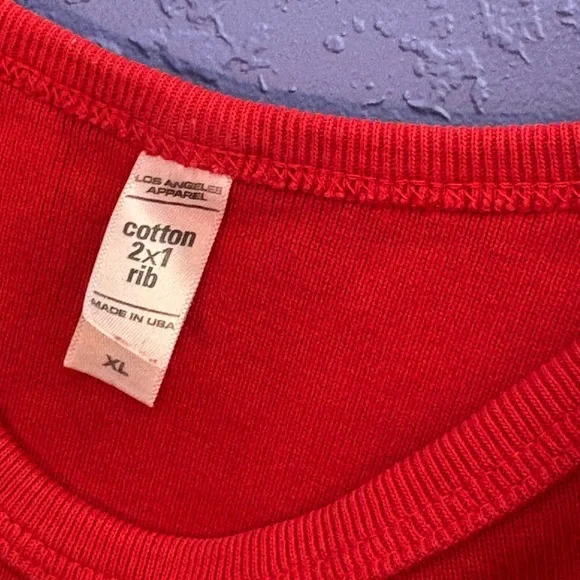 LOS ANGELES
APPAREL
cotton
2x1
rib
MADE IN USA
XL